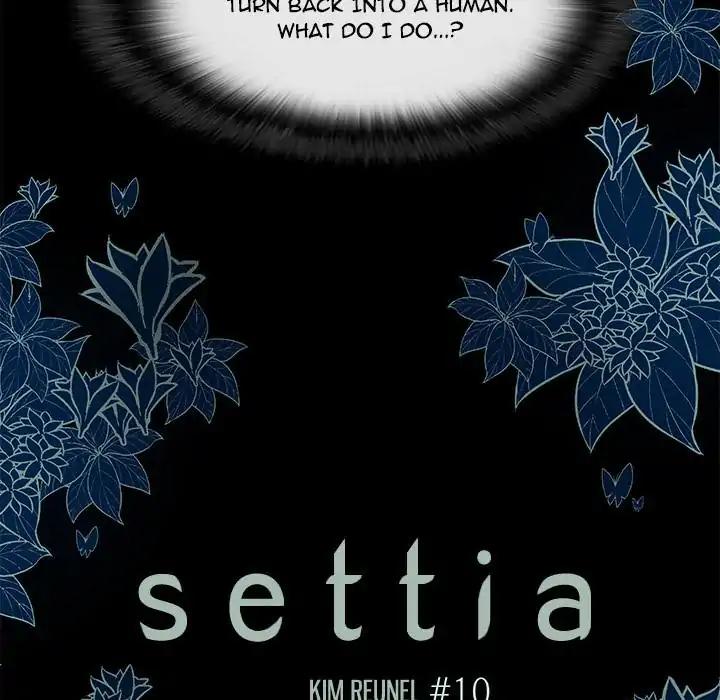 TURN BACK INTO A HUMAN.
WHAT DO I DO...?
settia
KIM REUNEL #10